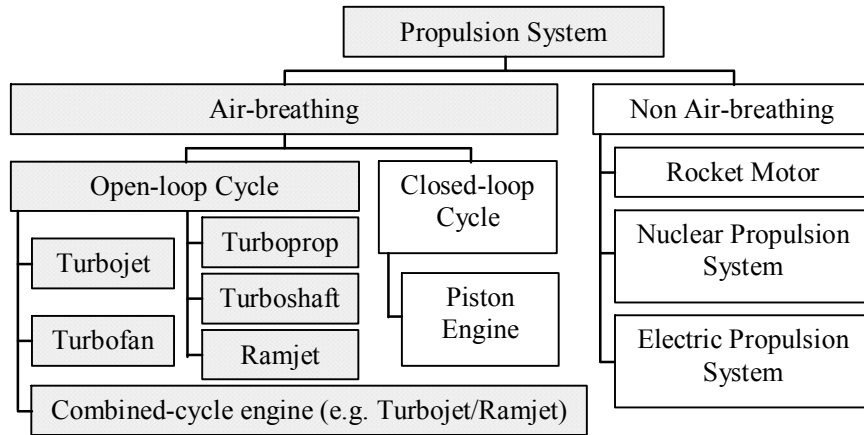 Propulsion System
Air-breathing
Non Air-breathing
Open-loop Cycle
Closed-loop
Cycle
Rocket Motor
Turbojet
Turboprop
Nuclear Propulsion
System
Turboshaft
Piston
Engine
Turbofan
Ramjet
Electric Propulsion
System
Combined-cycle engine (e.g. Turbojet/Ramjet)